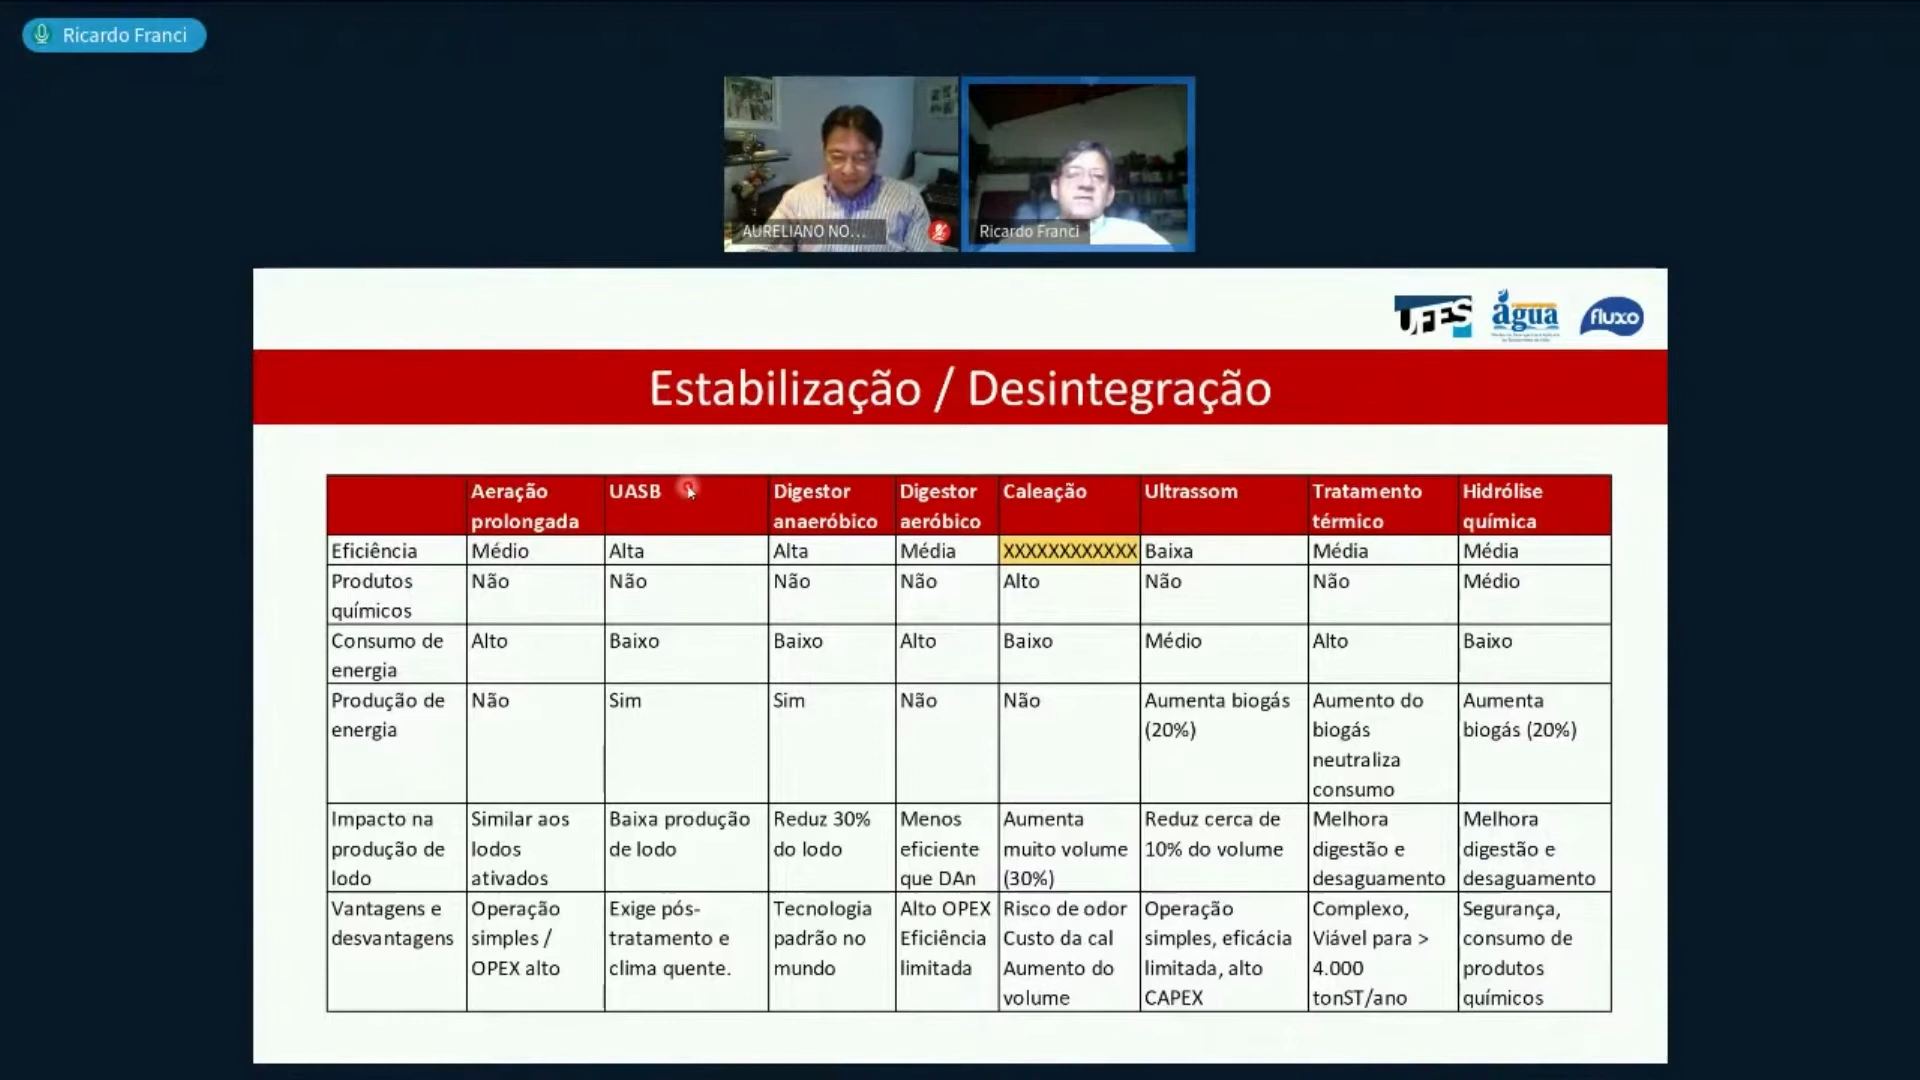 Ricardo Franci
AURELIANO NO...
Ricardo Franci
UFES
água
fluxo
Estabilização / Desintegração
Aeração prolongada
UASB
Digestor anaeróbico
Digestor aeróbico
Caleação
Ultrassom
Tratamento térmico
Hidrólise química
Eficiência
Médio
Alta
Alta
Média
XXXXXXXXXXXX
Baixa
Média
Média
Produtos químicos
Não
Não
Não
Não
Alto
Não
Não
Médio
Consumo de energia
Alto
Baixo
Baixo
Alto
Baixo
Médio
Alto
Baixo
Produção de energia
Não
Sim
Sim
Não
Não
Aumenta biogás (20%)
Aumento do biogás neutraliza consumo
Aumenta biogás (20%)
Impacto na produção de lodo
Similar aos lodos ativados
Baixa produção de lodo
Reduz 30% do lodo
Menos eficiente que DAn
Aumenta muito volume (30%)
Reduz cerca de 10% do volume
Melhora digestão e desaguamento
Melhora digestão e desaguamento
Vantagens e desvantagens
Operação simples / OPEX alto
Exige pós-tratamento e clima quente.
Tecnologia padrão no mundo
Alto OPEX Eficiência limitada
Risco de odor Custo da cal Aumento do volume
Operação simples, eficácia limitada, alto CAPEX
Complexo, Viável para > 4.000 tonST/ano
Segurança, consumo de produtos químicos